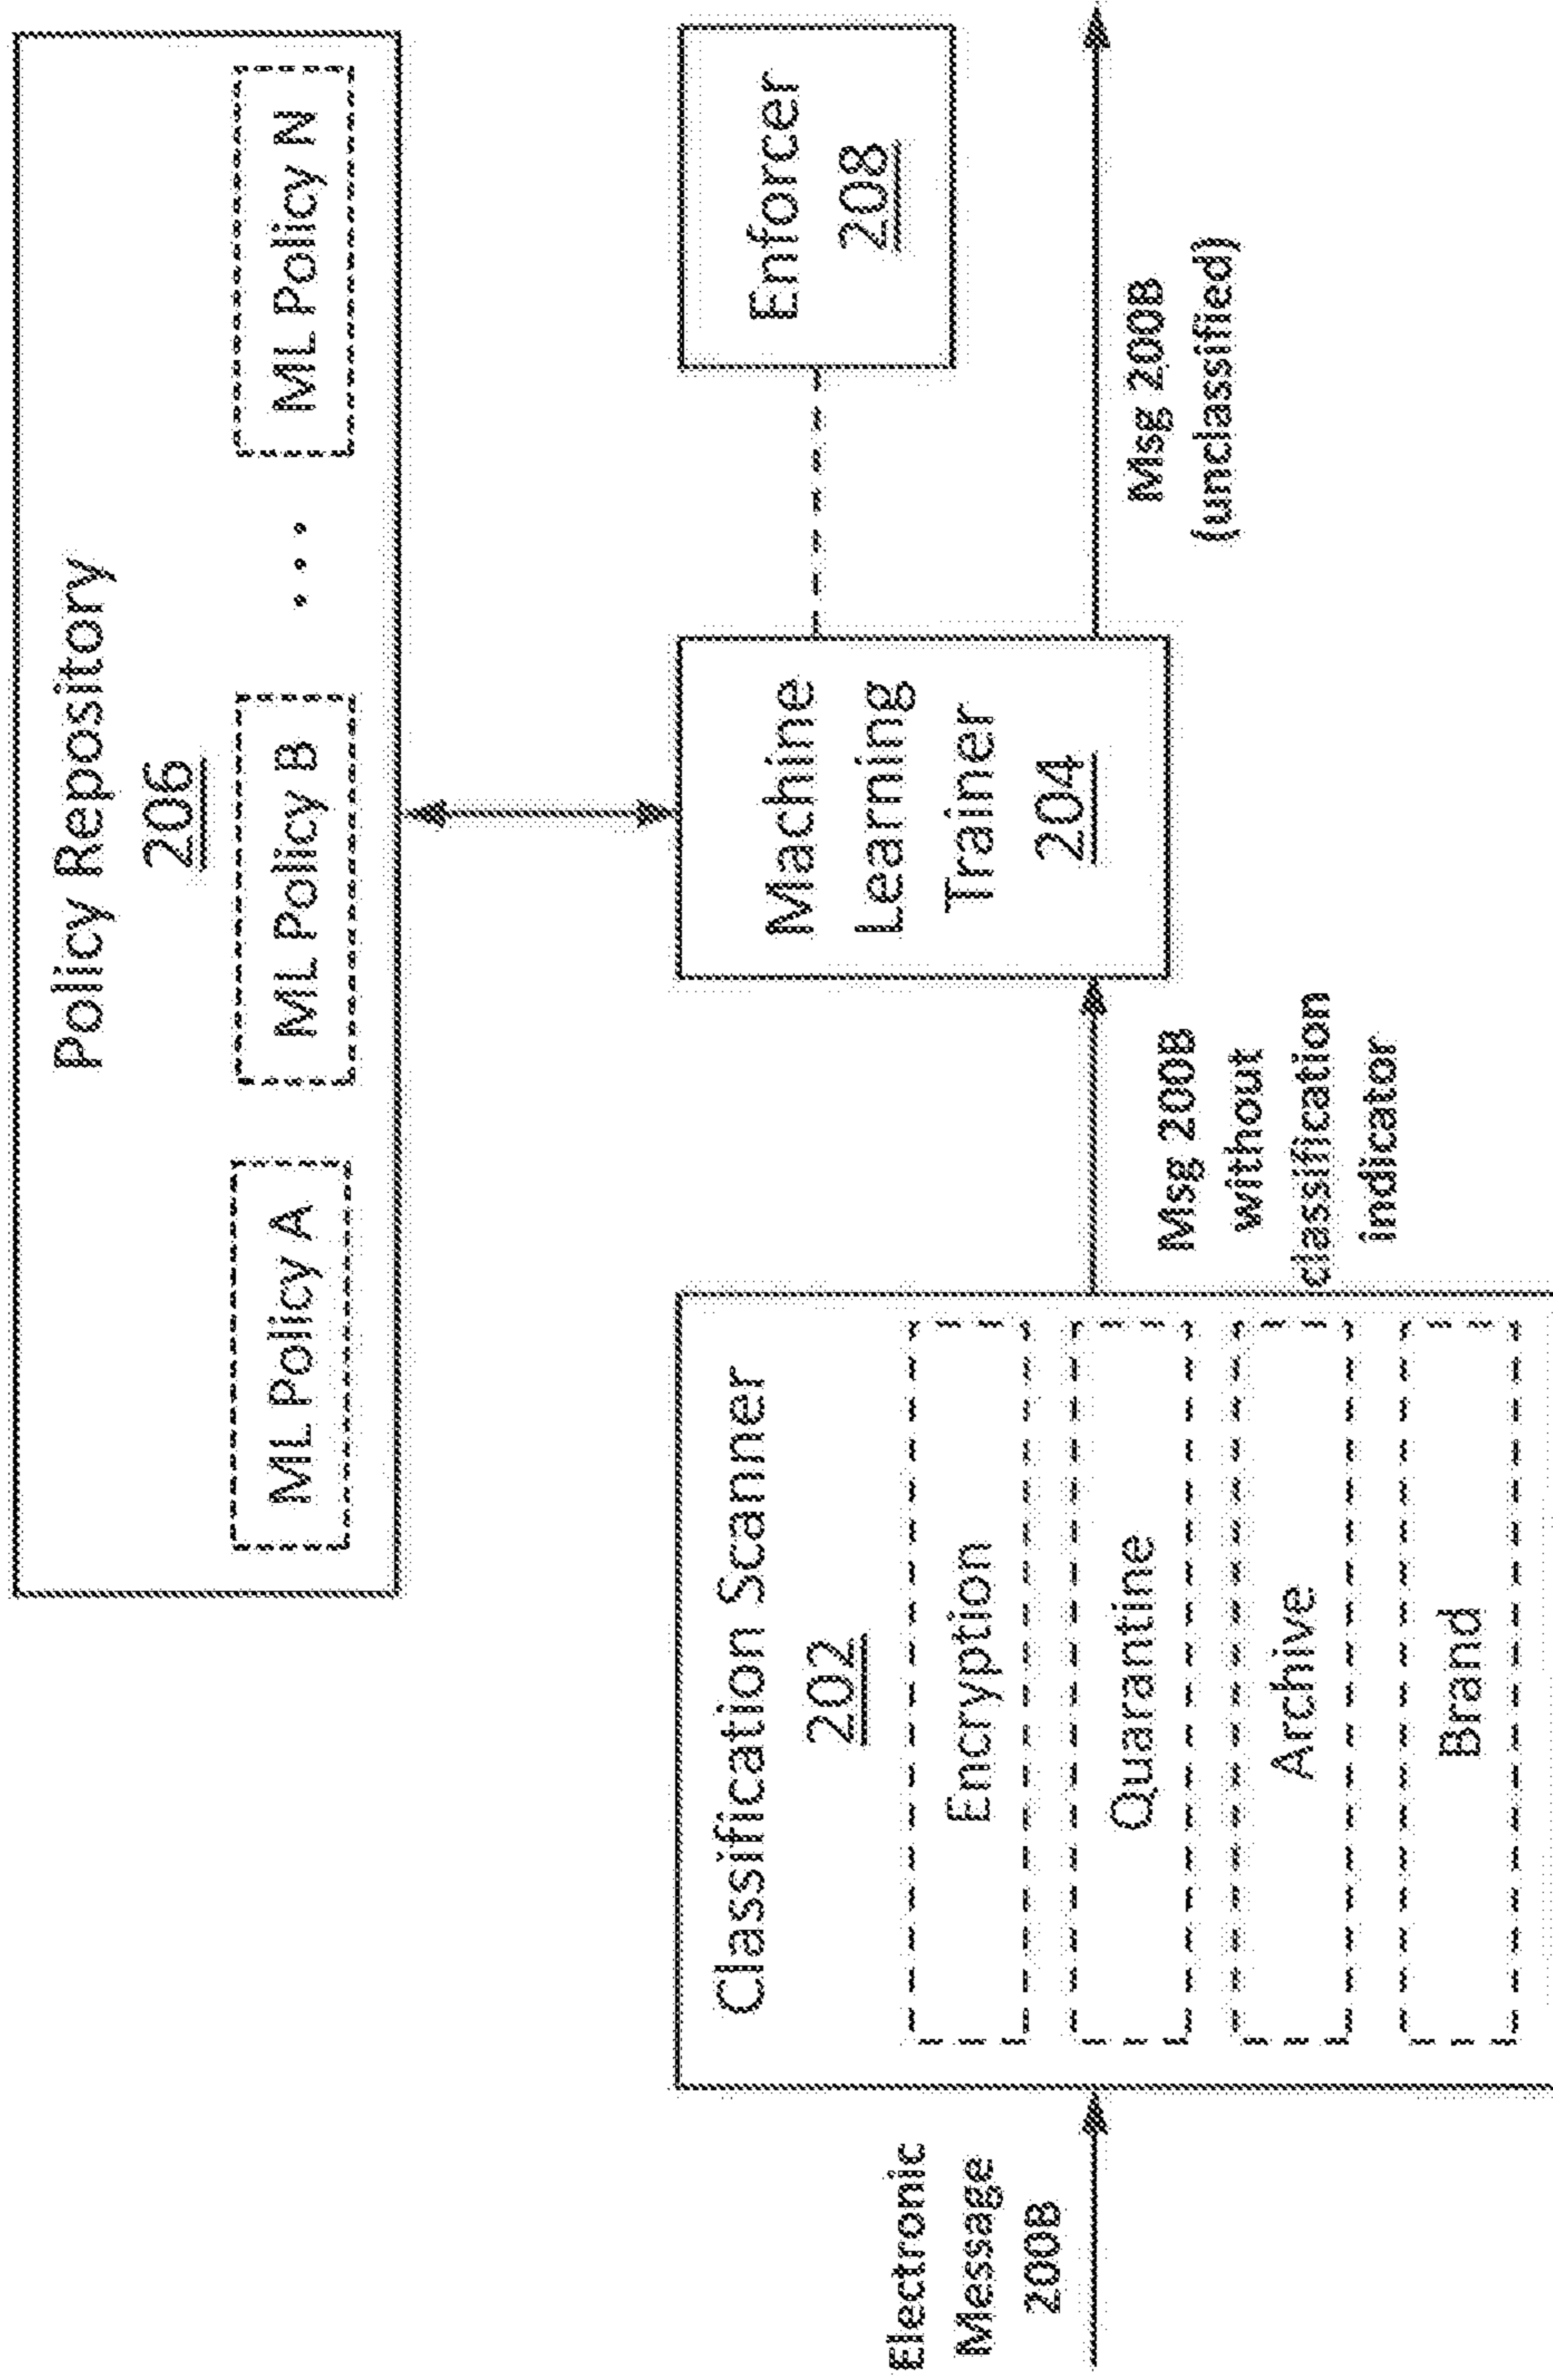 Policy Repository
206
ML Policy A
ML Policy B
...
ML Policy N
Electronic
Message
200B
Classification Scanner
202
Encryption
Quarantine
Archive
Brand
Msg 200B
without
classification
indicator
Machine
Learning
Trainer
204
Enforcer
208
Msg 200B
(unclassified)